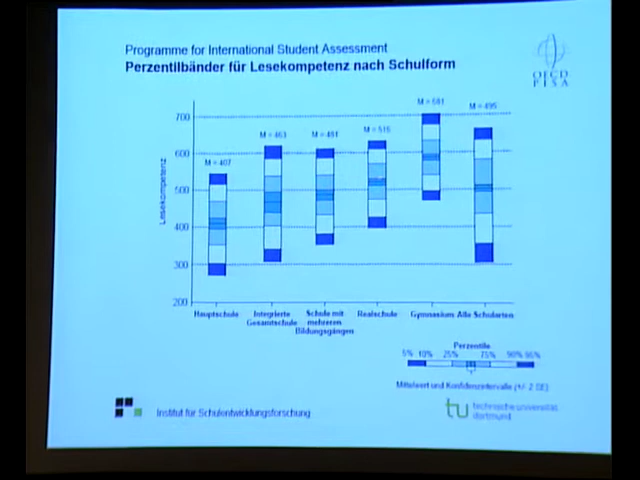 Programme for International Student Assessment
Perzentilbänder für Lesekompetenz nach Schulform
OECD
PISA
M = 581
M = 495
M = 515
M = 463
M = 481
M = 407
700
600
500
400
300
200
Lesekompetenz
Hauptschule
Integrierte
Gesamtschule
Schule mit
mehreren
Bildungsgängen
Realschule
Gymnasium
Alle Schularten
Perzentile
5% 10% 25% 75% 90% 95%
Mittelwert und Konfidenzintervalle (+/- 2 SE)
Institut für Schulentwicklungsforschung
tu technische universität
dortmund